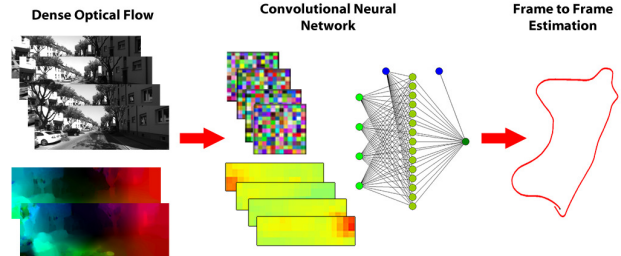 Dense Optical Flow
Convolutional Neural
Network
Frame to Frame
Estimation